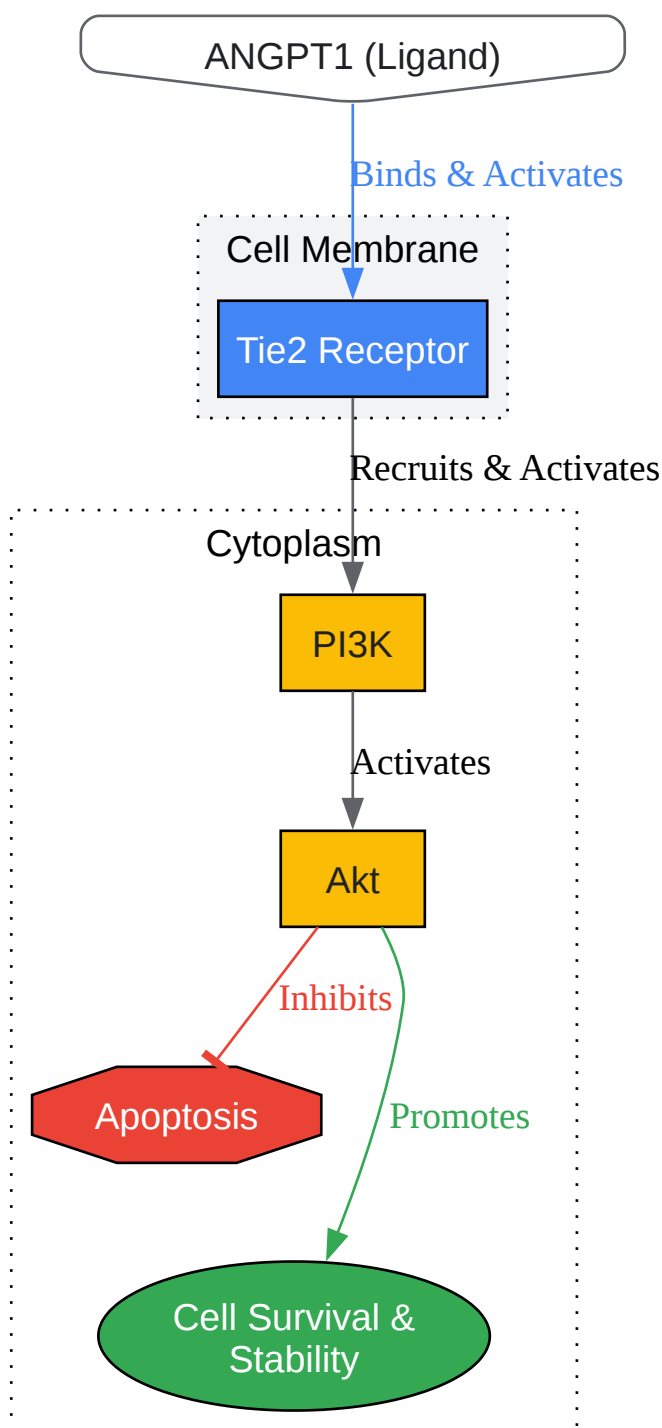 ANGPT1 (Ligand)
Binds & Activates
Cell Membrane
Tie2 Receptor
Recruits & Activates
Cytoplasm
PI3K
Activates
Akt
Inhibits
Apoptosis
Promotes
Cell Survival &
Stability